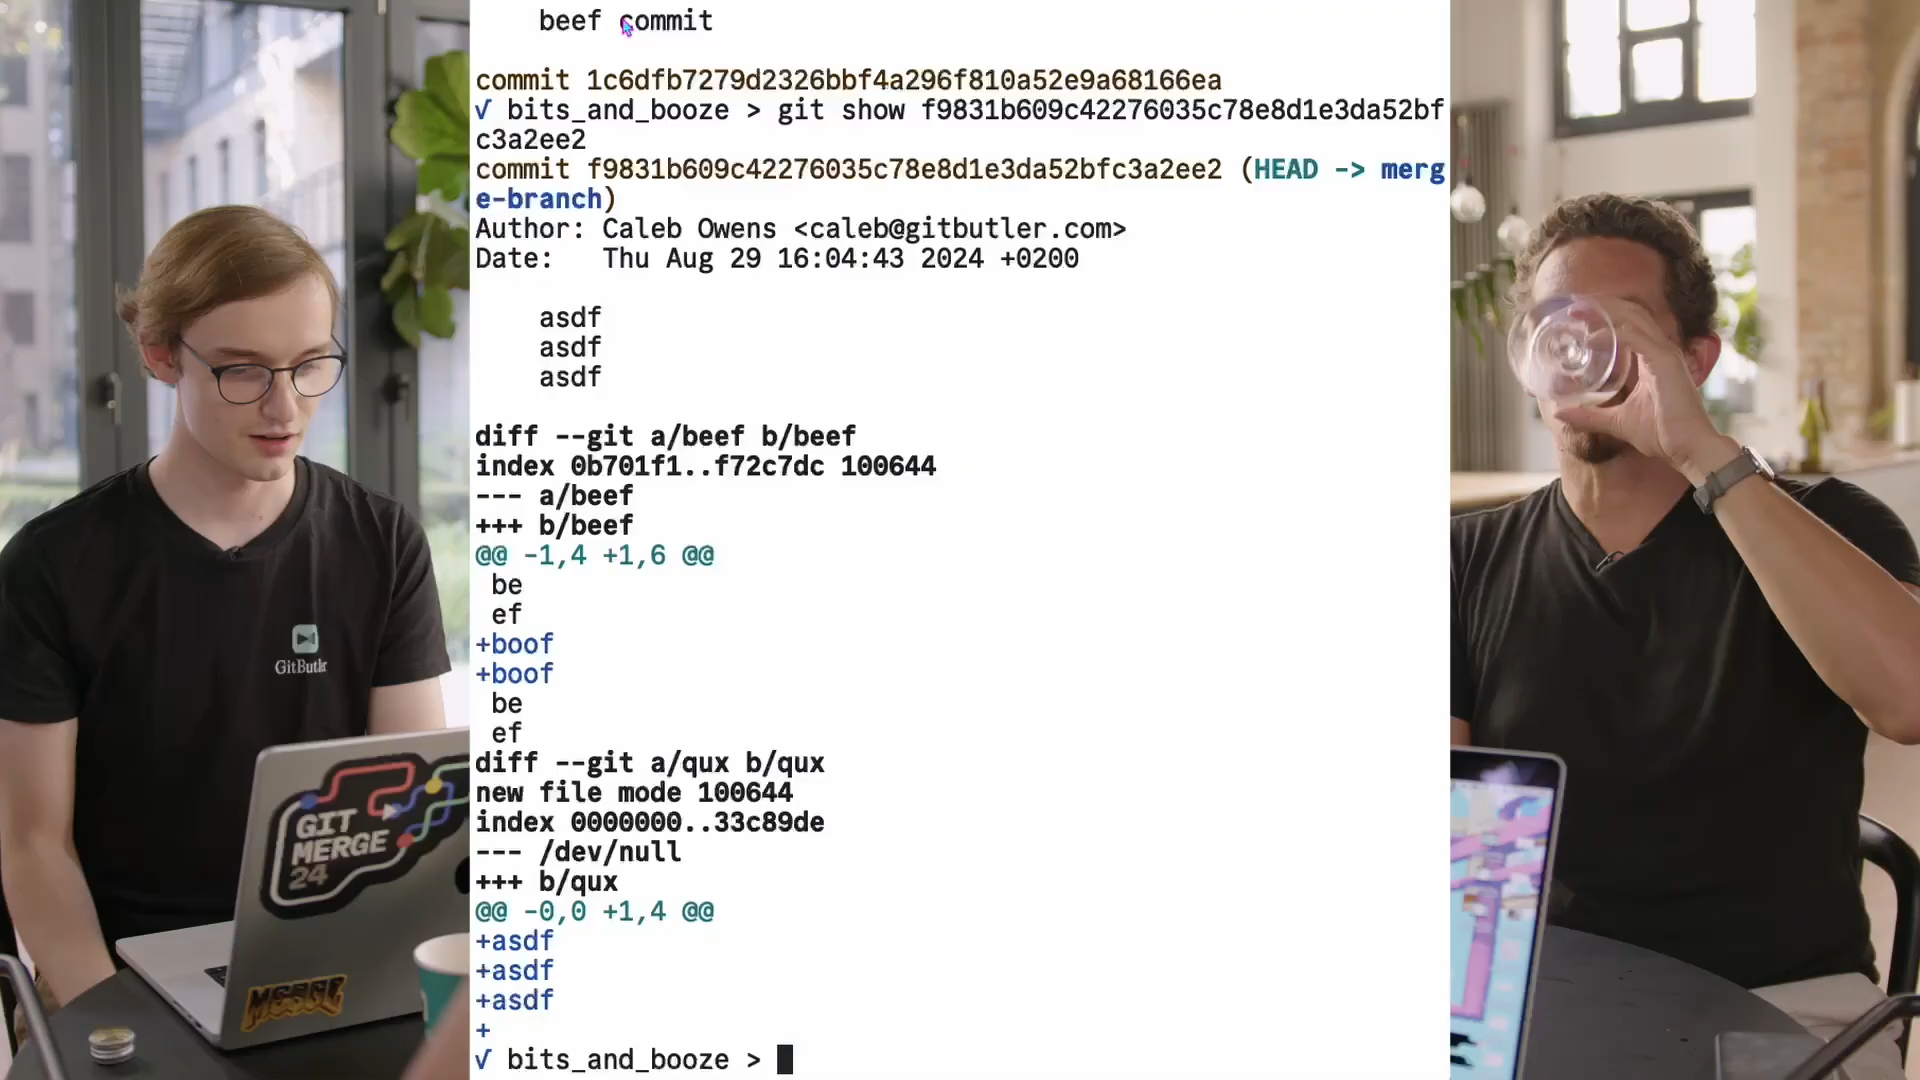 beef commit
commit 1c6dfb7279d2326bbf4a296f810a52e9a68166ea
√ bits_and_booze > git show f9831b609c42276035c78e8d1e3da52bf
c3a2ee2
commit f9831b609c42276035c78e8d1e3da52bfc3a2ee2 (HEAD -> merg
e-branch)
Author: Caleb Owens <caleb@gitbutler.com>
Date:   Thu Aug 29 16:04:43 2024 +0200
asdf
asdf
asdf
diff --git a/beef b/beef
index 0b701f1..f72c7dc 100644
--- a/beef
+++ b/beef
@@ -1,4 +1,6 @@
be
ef
+boof
+boof
be
ef
diff --git a/qux b/qux
new file mode 100644
index 0000000..33c89de
--- /dev/null
+++ b/qux
@@ -0,0 +1,4 @@
+asdf
+asdf
+asdf
+
√ bits_and_booze >
GitButler
GIT
MERGE
24
MERGE